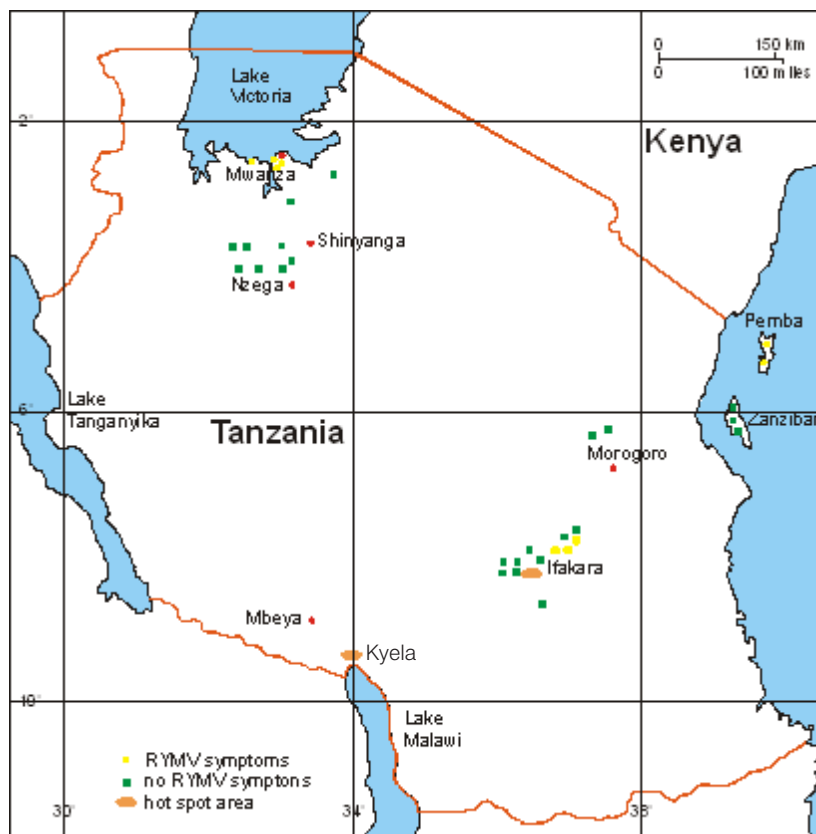 0 150 km
0 100 miles
Lake
Victoria
2°
Kenya
Mwanza
Shinyanga
Nzega
Pemba
Lake
Tanganyika
6°
Tanzania
Zanzibar
Morogoro
Ifakara
Mbeya
Kyela
10°
Lake
Malawi
RYMV symptoms
no RYMV symptons
hot spot area
30°
34°
38°